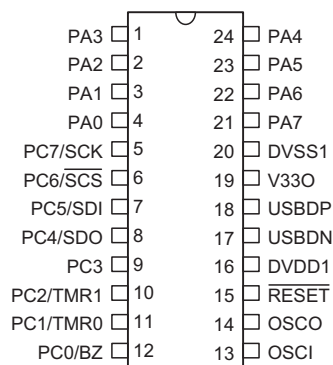 PA3 1 24 PA4
PA2 2 23 PA5
PA1 3 22 PA6
PA0 4 21 PA7
PC7/SCK 5 20 DVSS1
PC6/SCS 6 19 V33O
PC5/SDI 7 18 USBDP
PC4/SDO 8 17 USBDN
PC3 9 16 DVDD1
PC2/TMR1 10 15 RESET
PC1/TMR0 11 14 OSCO
PC0/BZ 12 13 OSCI